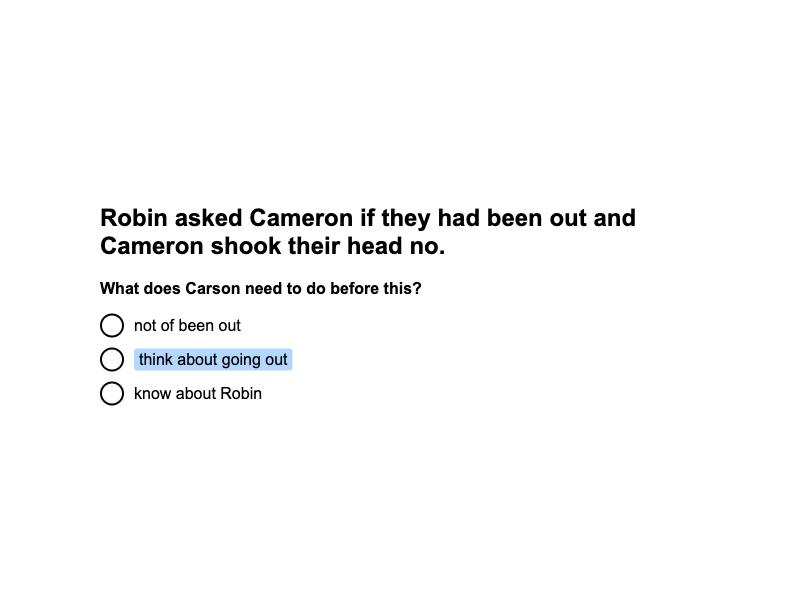 Robin asked Cameron if they had been out and
Cameron shook their head no.
What does Carson need to do before this?
not of been out
think about going out
know about Robin